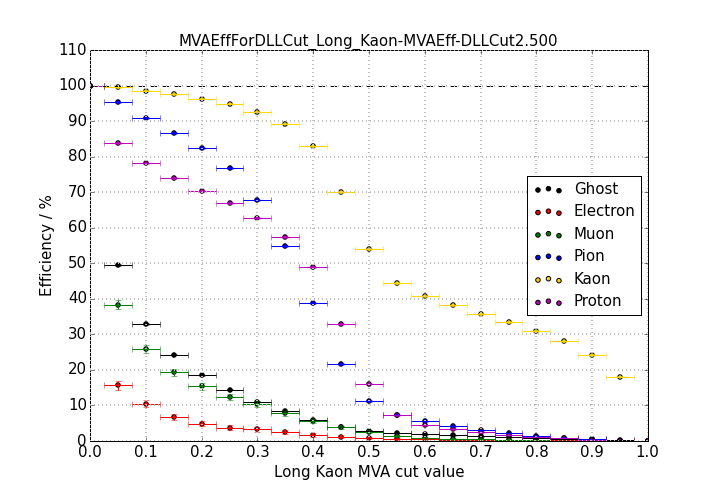 MVAEffForDLLCut_Long_Kaon-MVAEff-DLLCut2.500
110
100
90
80
70
60
50
40
30
20
10
0
Efficiency / %
Ghost
Electron
Muon
Pion
Kaon
Proton
0.0 0.1 0.2 0.3 0.4 0.5 0.6 0.7 0.8 0.9 1.0
Long Kaon MVA cut value